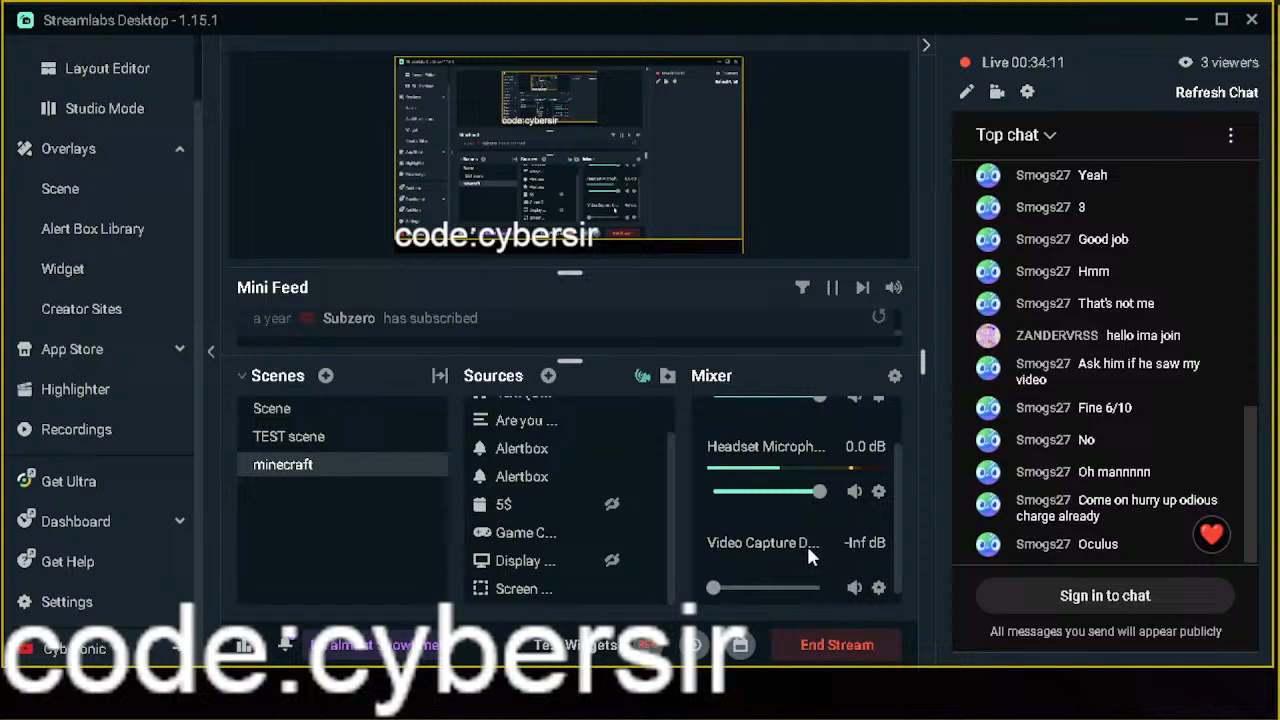 Streamlabs Desktop - 1.15.1
Layout Editor
Studio Mode
Overlays
Scene
Alert Box Library
Widget
Creator Sites
App Store
Highlighter
Recordings
Get Ultra
Dashboard
Get Help
Settings
code:cybersir
Mini Feed
a year Subzero has subscribed
Scenes
Scene
TEST scene
minecraft
Sources
Are you ...
Alertbox
Alertbox
5$
Game C...
Display ...
Screen ...
Mixer
Headset Microph... 0.0 dB
Video Capture D... -Inf dB
Test Widgets
End Stream
Live 00:34:11
3 viewers
Refresh Chat
Top chat
Smogs27 Yeah
Smogs27 3
Smogs27 Good job
Smogs27 Hmm
Smogs27 That's not me
ZANDERVRSS hello ima join
Smogs27 Ask him if he saw my
video
Smogs27 Fine 6/10
Smogs27 No
Smogs27 Oh mannnnn
Smogs27 Come on hurry up odious
charge already
Smogs27 Oculus
Sign in to chat
All messages you send will appear publicly
code:cybersir